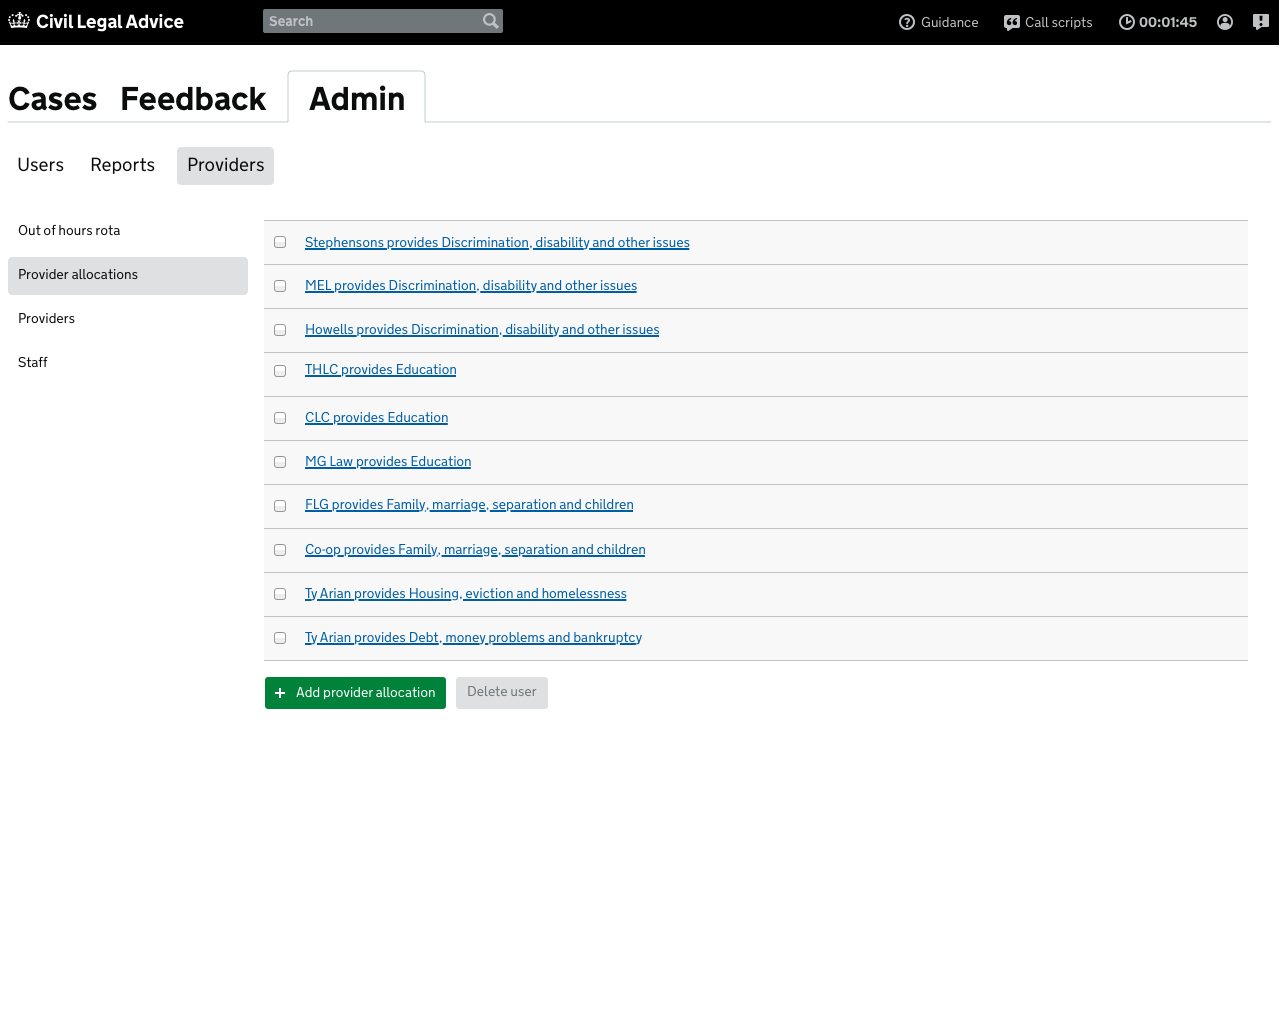 Civil Legal Advice
Search
Guidance
Call scripts
00:01:45
Cases
Feedback
Admin
Users
Reports
Providers
Out of hours rota
Provider allocations
Providers
Staff
Stephensons provides Discrimination, disability and other issues
MEL provides Discrimination, disability and other issues
Howells provides Discrimination, disability and other issues
THLC provides Education
CLC provides Education
MG Law provides Education
FLG provides Family, marriage, separation and children
Co-op provides Family, marriage, separation and children
Ty Arian provides Housing, eviction and homelessness
Ty Arian provides Debt, money problems and bankruptcy
+ Add provider allocation
Delete user